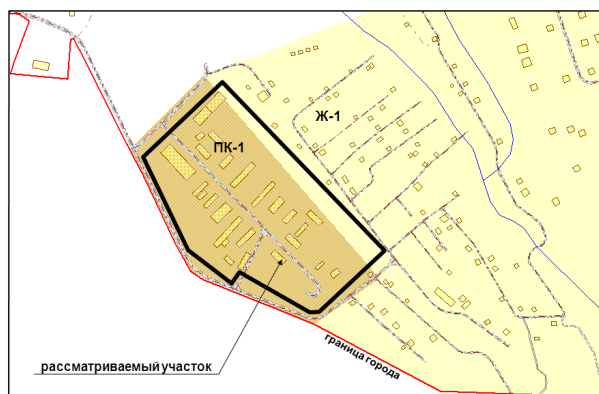 Ж-1
ПК-1
граница города
рассматриваемый участок